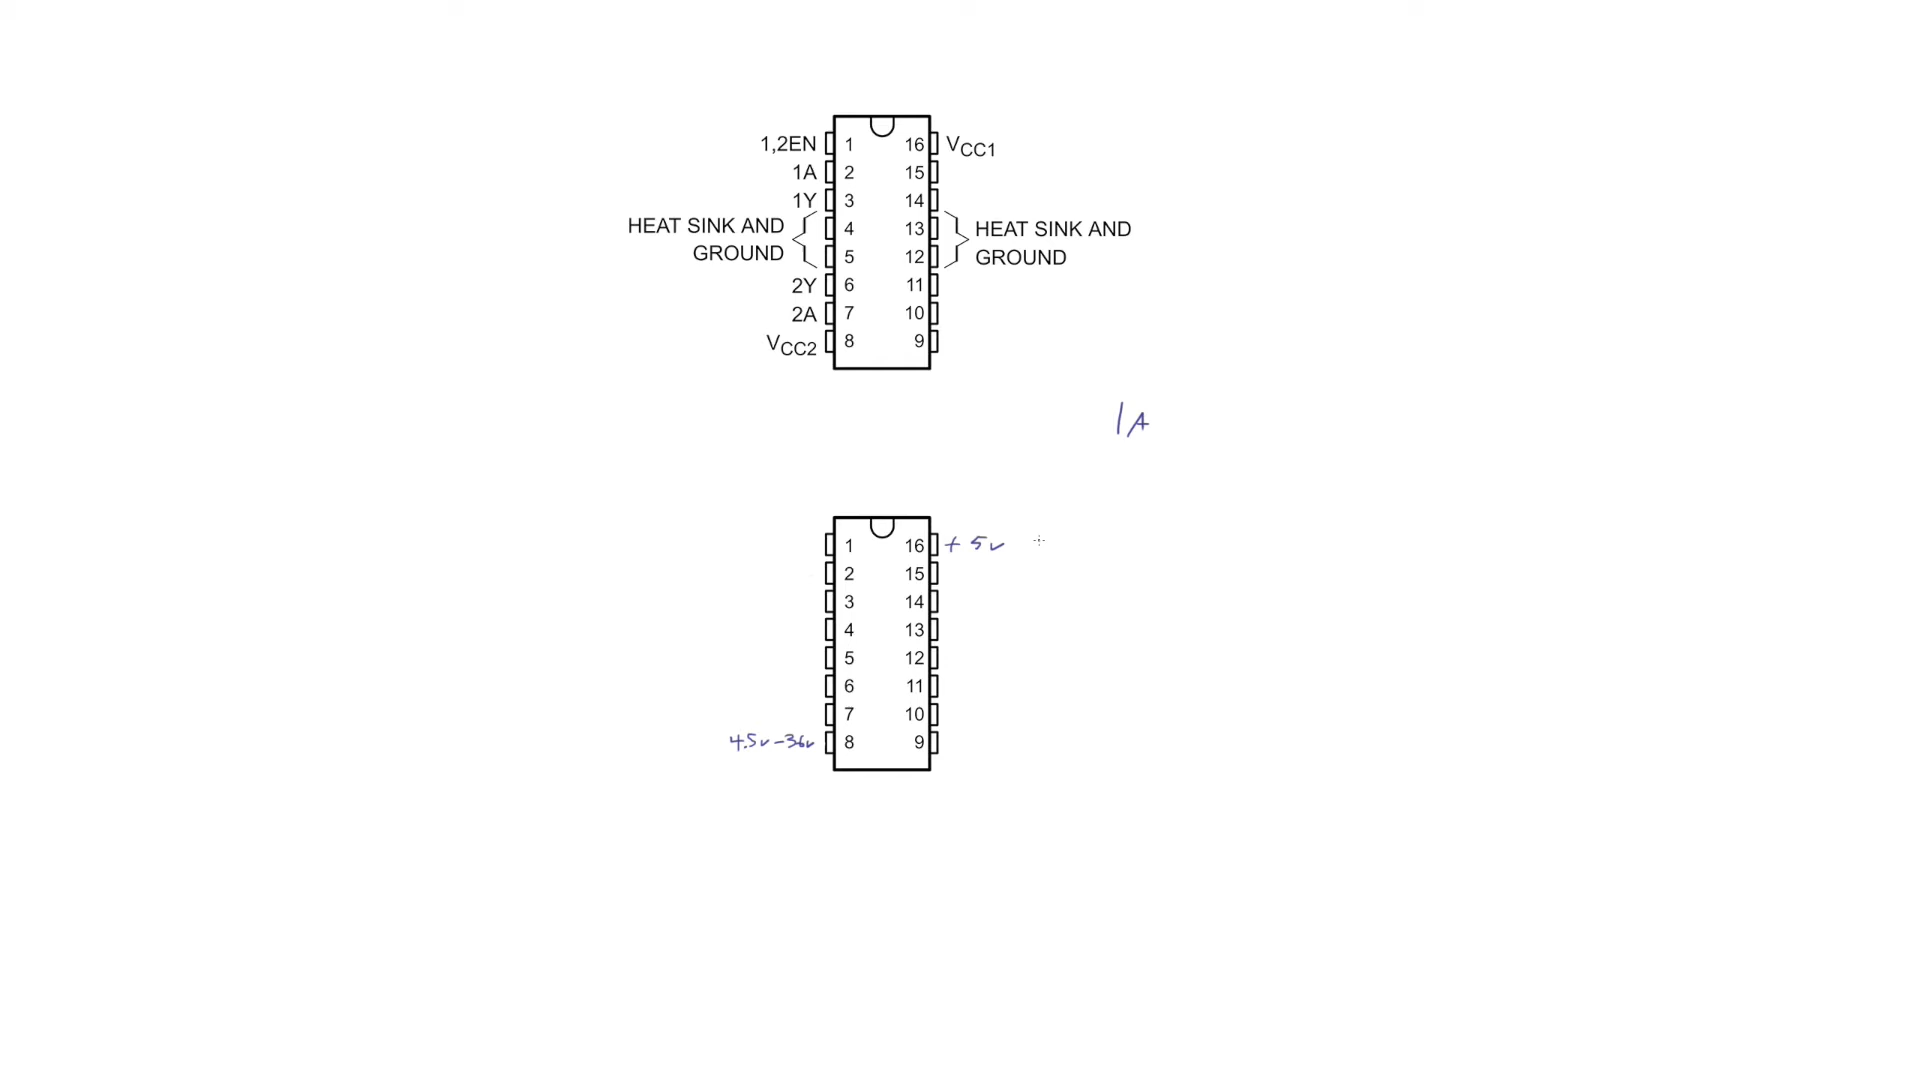 1,2EN 1 16 VCC1
1A 2 15
1Y 3 14
HEAT SINK AND GROUND 4 13 HEAT SINK AND GROUND
5 12
2Y 6 11
2A 7 10
VCC2 8 9
1A
1 16 + 5v
2 15
3 14
4 13
5 12
6 11
7 10
4.5v-36v 8 9